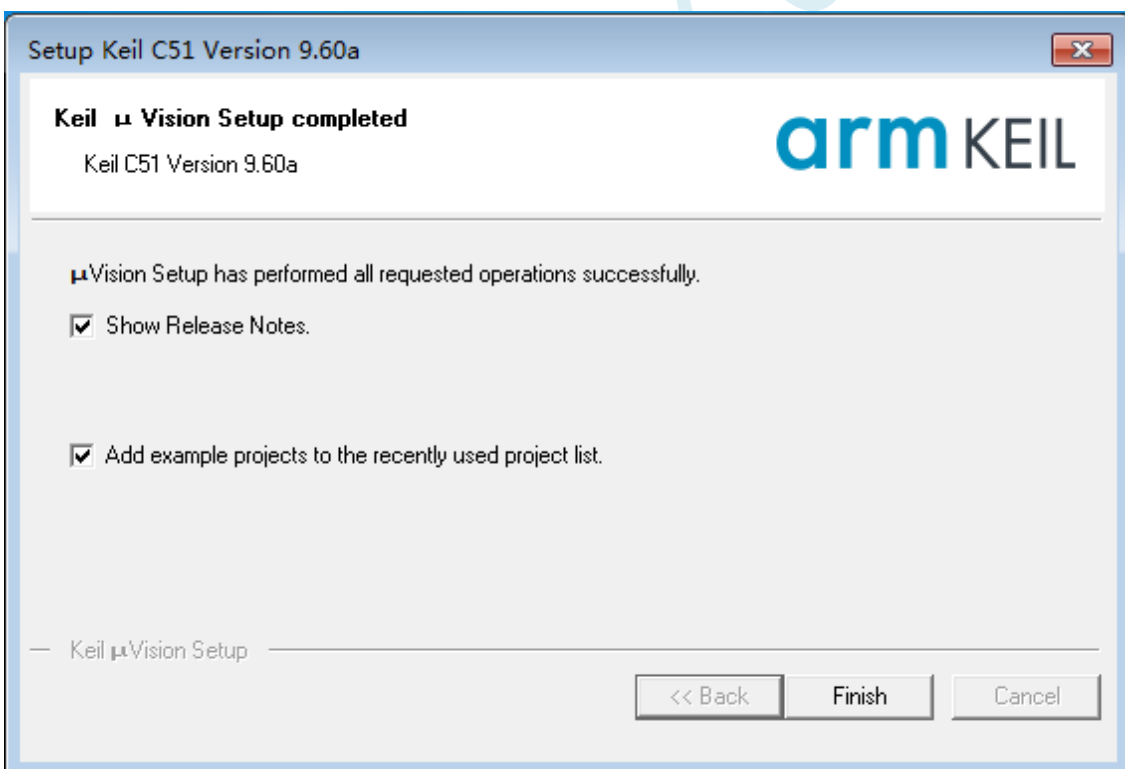 Setup Keil C51 Version 9.60a
Keil μ Vision Setup completed
Keil C51 Version 9.60a
arm KEIL
μVision Setup has performed all requested operations successfully.
Show Release Notes.
Add example projects to the recently used project list.
Keil μVision Setup
<< Back
Finish
Cancel